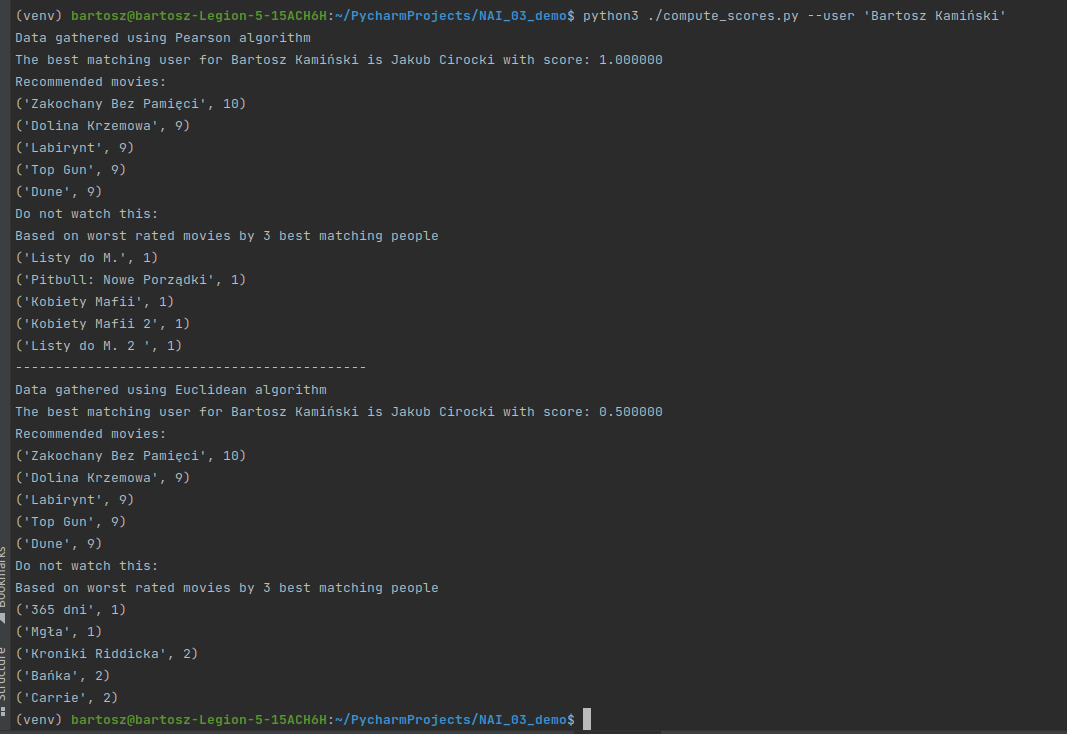 (venv) bartosz@bartosz-Legion-5-15ACH6H:~/PycharmProjects/NAI_03_demo$ python3 ./compute_scores.py --user 'Bartosz Kamiński'
Data gathered using Pearson algorithm
The best matching user for Bartosz Kamiński is Jakub Cirocki with score: 1.000000
Recommended movies:
('Zakochany Bez Pamięci', 10)
('Dolina Krzemowa', 9)
('Labirynt', 9)
('Top Gun', 9)
('Dune', 9)
Do not watch this:
Based on worst rated movies by 3 best matching people
('Listy do M.', 1)
('Pitbull: Nowe Porządki', 1)
('Kobiety Mafii', 1)
('Kobiety Mafii 2', 1)
('Listy do M. 2 ', 1)
--------------------------------------------
Data gathered using Euclidean algorithm
The best matching user for Bartosz Kamiński is Jakub Cirocki with score: 0.500000
Recommended movies:
('Zakochany Bez Pamięci', 10)
('Dolina Krzemowa', 9)
('Labirynt', 9)
('Top Gun', 9)
('Dune', 9)
Do not watch this:
Based on worst rated movies by 3 best matching people
('365 dni', 1)
('Mgła', 1)
('Kroniki Riddicka', 2)
('Bańka', 2)
('Carrie', 2)
(venv) bartosz@bartosz-Legion-5-15ACH6H:~/PycharmProjects/NAI_03_demo$
Bookmarks
Structure